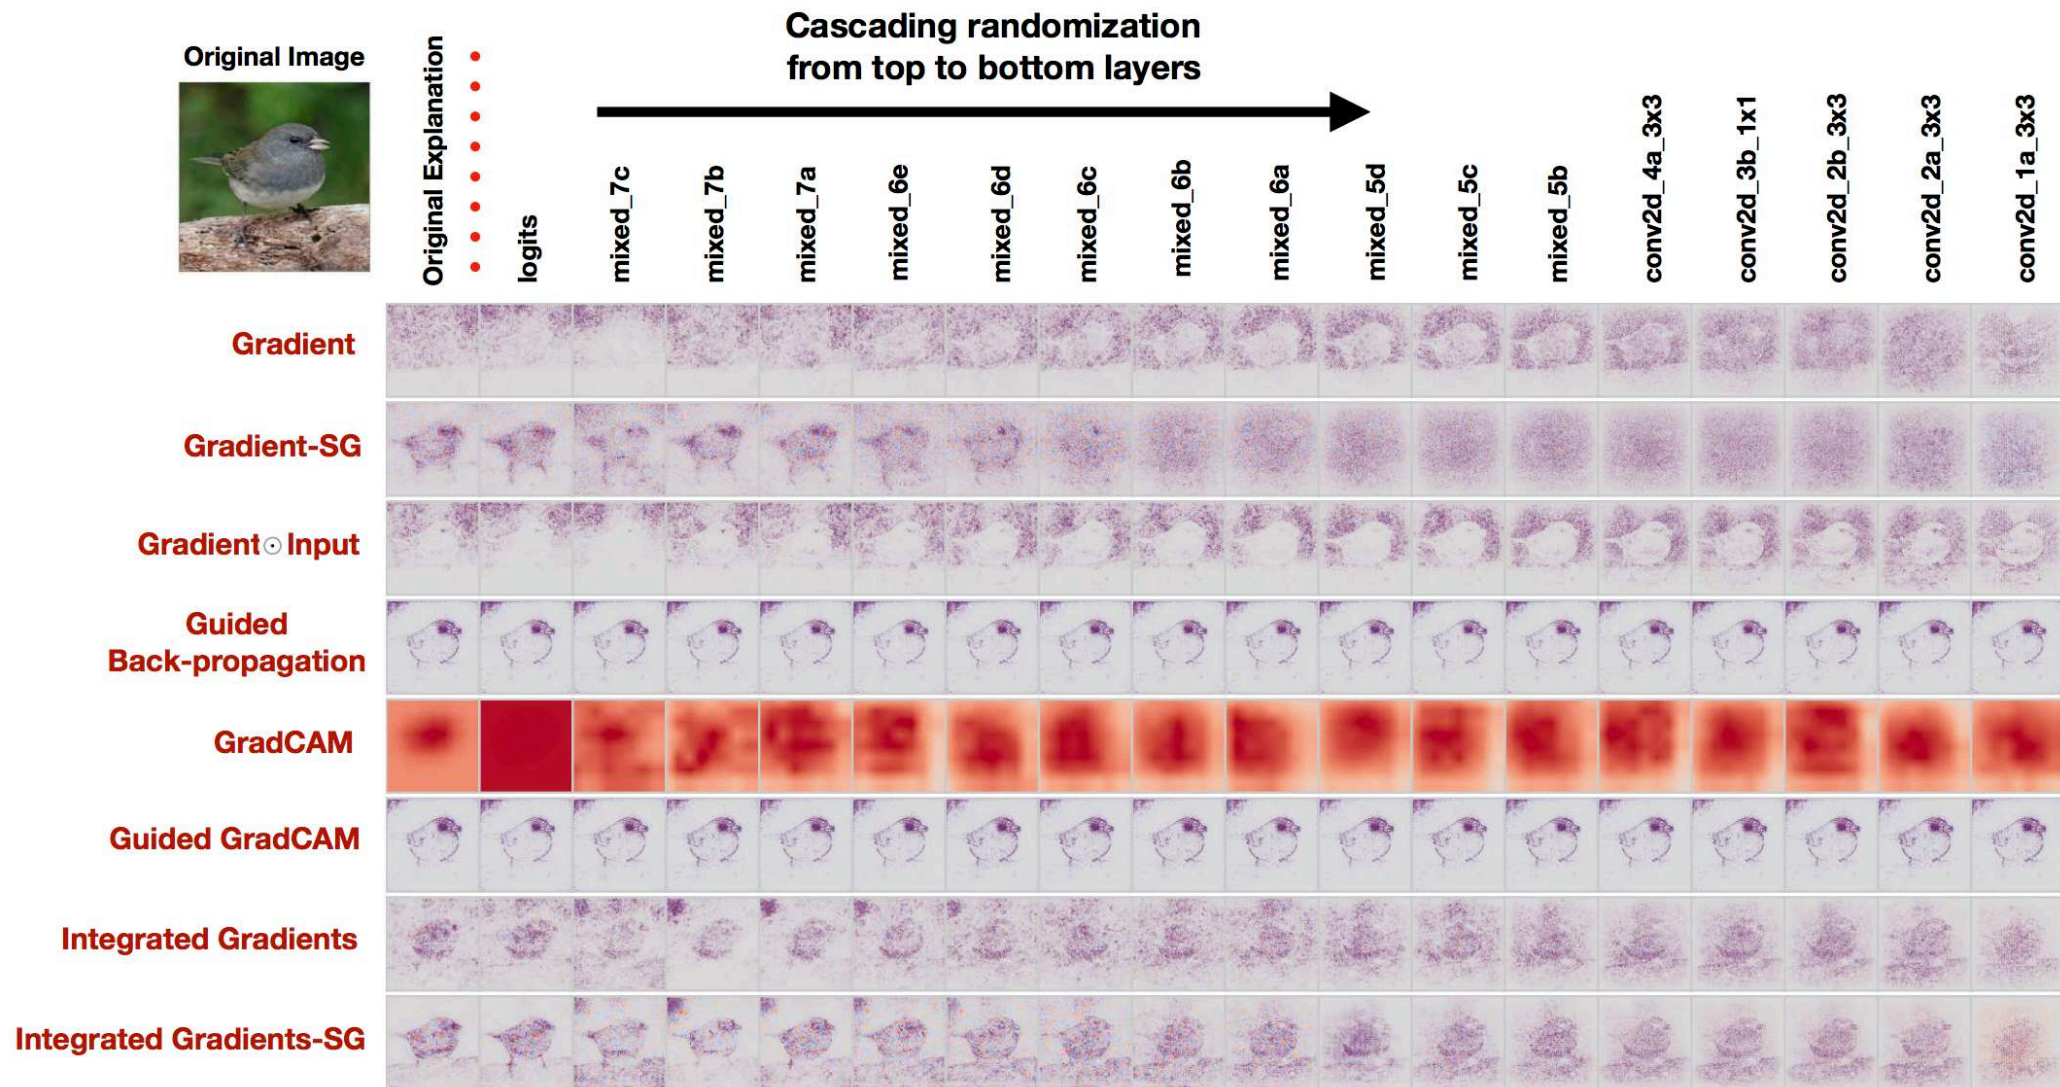 Cascading randomization
from top to bottom layers
Original Image
Original Explanation
logits
mixed_7c
mixed_7b
mixed_7a
mixed_6e
mixed_6d
mixed_6c
mixed_6b
mixed_6a
mixed_5d
mixed_5c
mixed_5b
conv2d_4a_3x3
conv2d_3b_1x1
conv2d_2b_3x3
conv2d_2a_3x3
conv2d_1a_3x3
Gradient
Gradient-SG
Gradient⊙Input
Guided
Back-propagation
GradCAM
Guided GradCAM
Integrated Gradients
Integrated Gradients-SG